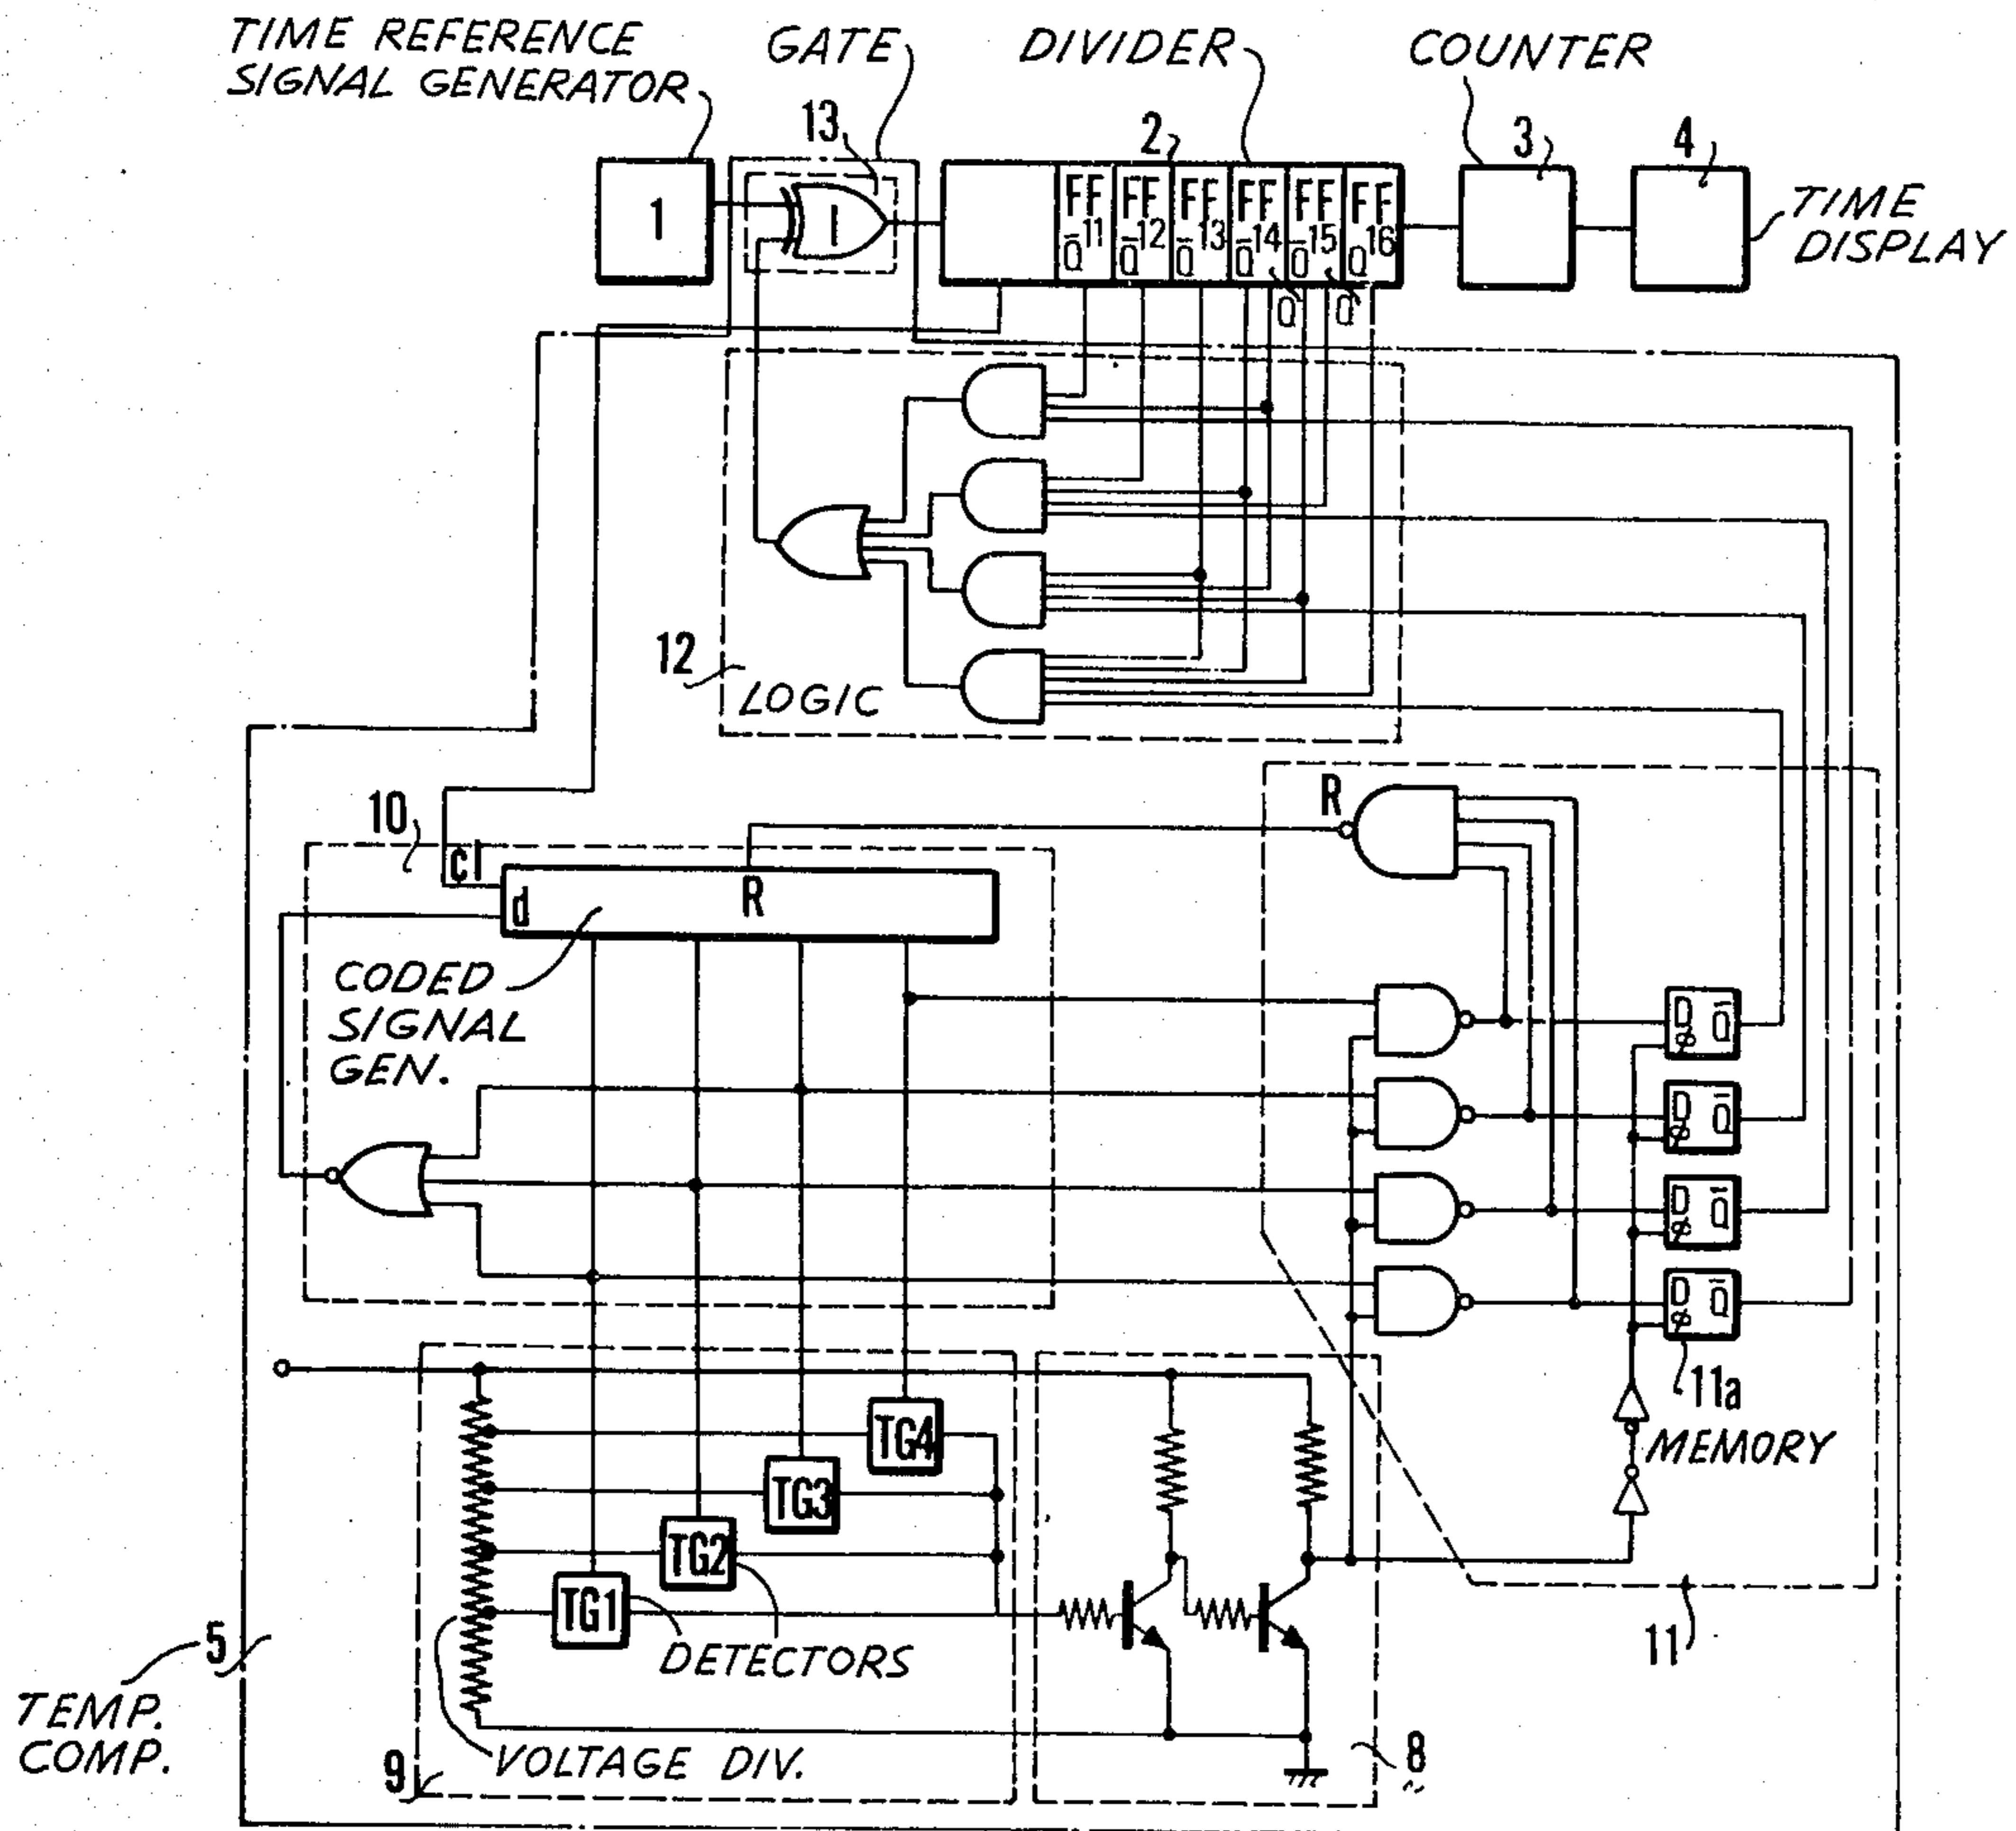 TIME REFERENCE
SIGNAL GENERATOR
GATE
DIVIDER
COUNTER
13
2
3
4
1
I
FF
Q̄11
FF
Q̄12
FF
Q̄13
FF
Q̄14
FF
Q̄15
FF
Q16
Q
Q
TIME
DISPLAY
12
LOGIC
10
cl
d
R
R
CODED
SIGNAL
GEN.
D Q̄
φ
D Q̄
φ
D Q̄
φ
D Q̄
φ
11a
MEMORY
TG4
TG3
TG2
TG1
DETECTORS
5
TEMP.
COMP.
9
VOLTAGE DIV.
8
11